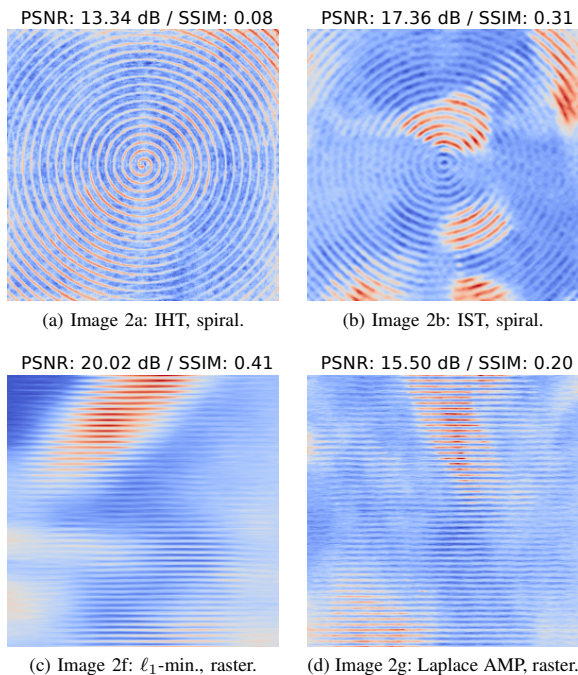 PSNR: 13.34 dB / SSIM: 0.08
PSNR: 17.36 dB / SSIM: 0.31
(a) Image 2a: IHT, spiral.
(b) Image 2b: IST, spiral.
PSNR: 20.02 dB / SSIM: 0.41
PSNR: 15.50 dB / SSIM: 0.20
(c) Image 2f: ℓ₁-min., raster.
(d) Image 2g: Laplace AMP, raster.